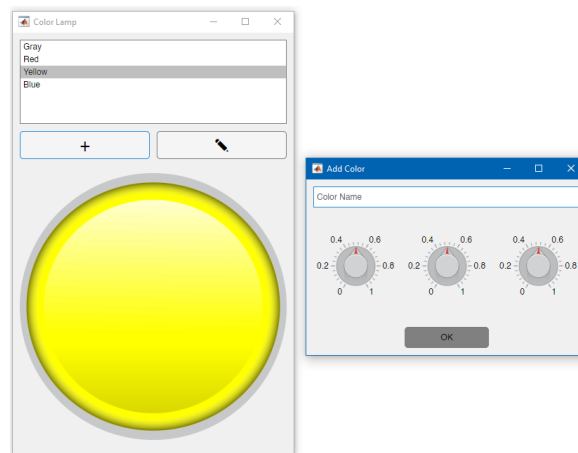 Color Lamp
Gray
Red
Yellow
Blue
+
Add Color
Color Name
0.4 0.6 0.4 0.6 0.4 0.6
0.2 0.8 0.2 0.8 0.2 0.8
0 1 0 1 0 1
OK